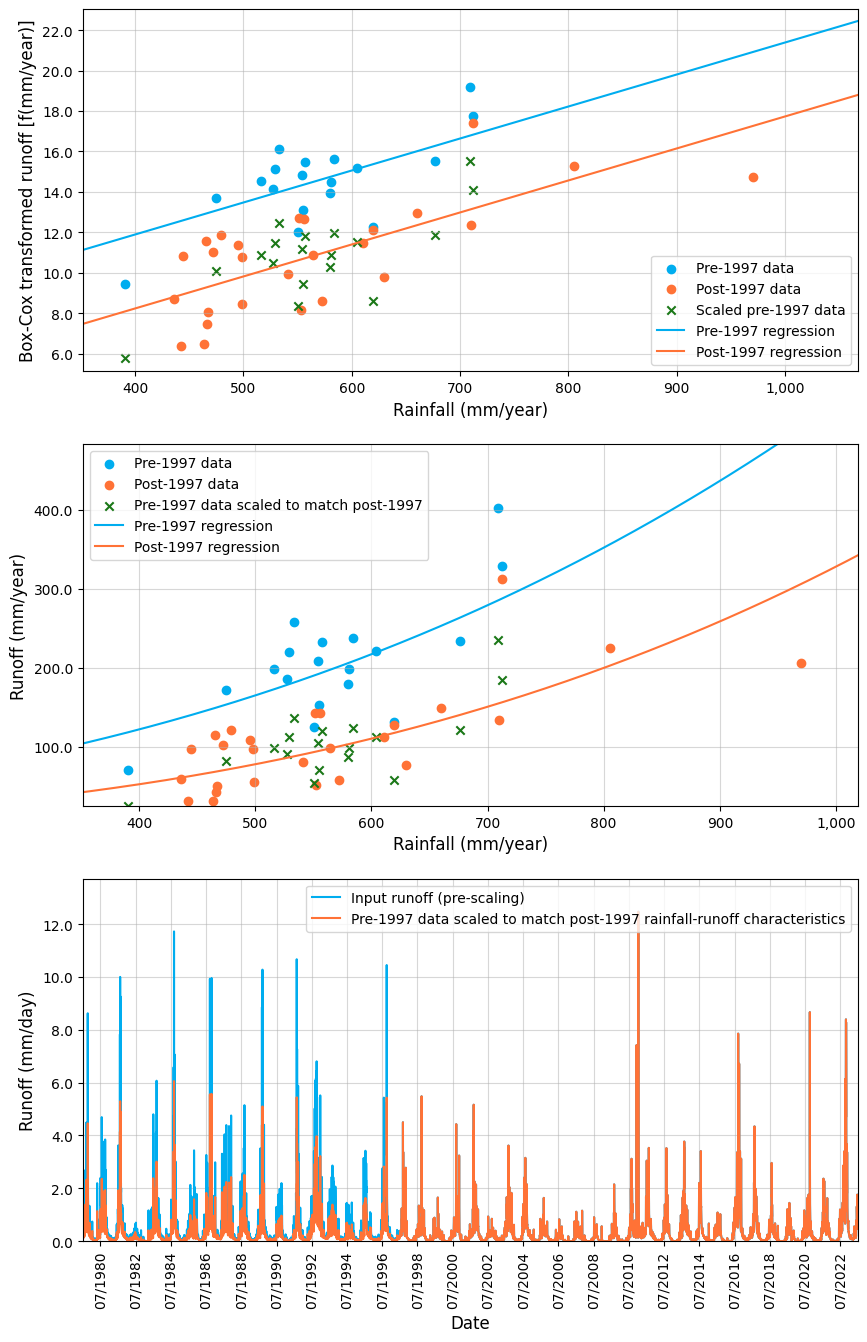 Box-Cox transformed runoff [f(mm/year)]
22.0
20.0
18.0
16.0
14.0
12.0
10.0
8.0
6.0
Pre-1997 data
Post-1997 data
Scaled pre-1997 data
Pre-1997 regression
Post-1997 regression
400 500 600 700 800 900 1,000
Rainfall (mm/year)
Runoff (mm/year)
400.0
300.0
200.0
100.0
Pre-1997 data
Post-1997 data
Pre-1997 data scaled to match post-1997
Pre-1997 regression
Post-1997 regression
400 500 600 700 800 900 1,000
Rainfall (mm/year)
Runoff (mm/day)
12.0
10.0
8.0
6.0
4.0
2.0
0.0
Input runoff (pre-scaling)
Pre-1997 data scaled to match post-1997 rainfall-runoff characteristics
07/1980
07/1982
07/1984
07/1986
07/1988
07/1990
07/1992
07/1994
07/1996
07/1998
07/2000
07/2002
07/2004
07/2006
07/2008
07/2010
07/2012
07/2014
07/2016
07/2018
07/2020
07/2022
Date